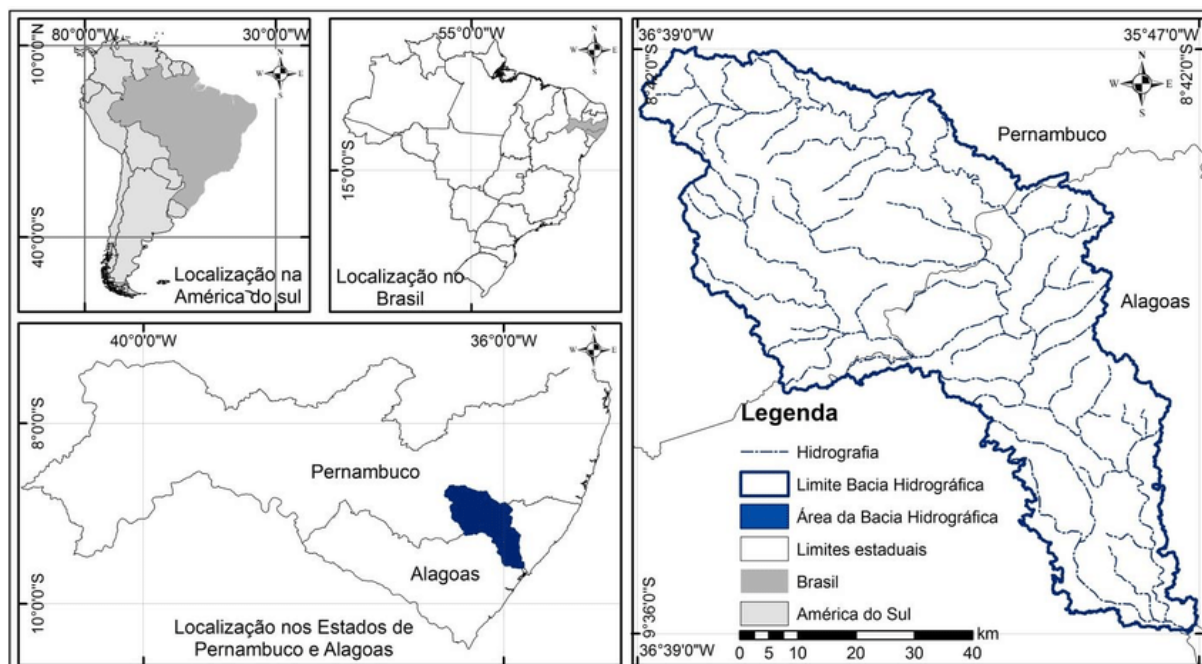 80°0'0"W
30°0'0"W
10°0'0"N
40°0'0"S
N
W
E
S
Localização na
América do sul
55°0'0"W
15°0'0"S
N
W
E
S
Localização no
Brasil
40°0'0"W
36°0'0"W
8°0'0"S
10°0'0"S
N
W
E
S
Pernambuco
Alagoas
Localização nos Estados de
Pernambuco e Alagoas
36°39'0"W
35°47'0"W
8°42'0"S
8°42'0"S
N
W
E
S
Pernambuco
Alagoas
Legenda
Hidrografia
Limite Bacia Hidrográfica
Área da Bacia Hidrográfica
Limites estaduais
Brasil
América do Sul
km
0 5 10 20 30 40
9°36'0"S
36°39'0"W